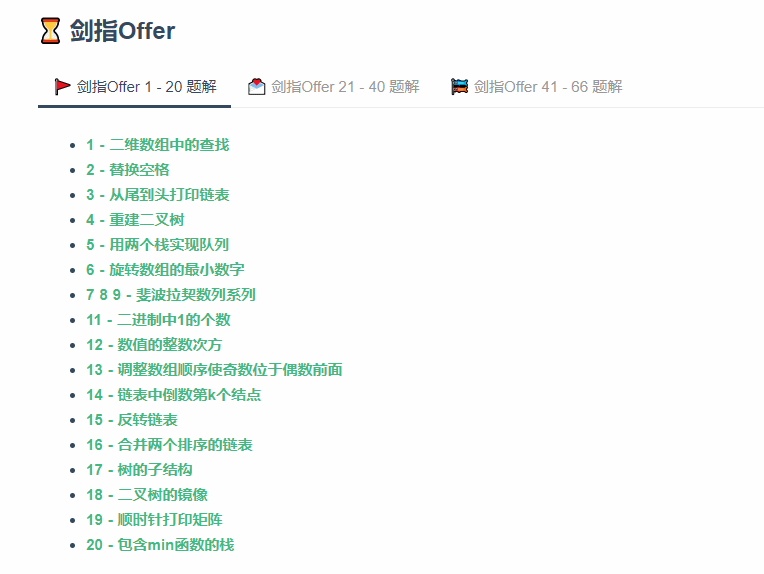 剑指Offer
剑指Offer 1 - 20 题解 剑指Offer 21 - 40 题解 剑指Offer 41 - 66 题解
1 - 二维数组中的查找
2 - 替换空格
3 - 从尾到头打印链表
4 - 重建二叉树
5 - 用两个栈实现队列
6 - 旋转数组的最小数字
7 8 9 - 斐波拉契数列系列
11 - 二进制中1的个数
12 - 数值的整数次方
13 - 调整数组顺序使奇数位于偶数前面
14 - 链表中倒数第k个结点
15 - 反转链表
16 - 合并两个排序的链表
17 - 树的子结构
18 - 二叉树的镜像
19 - 顺时针打印矩阵
20 - 包含min函数的栈